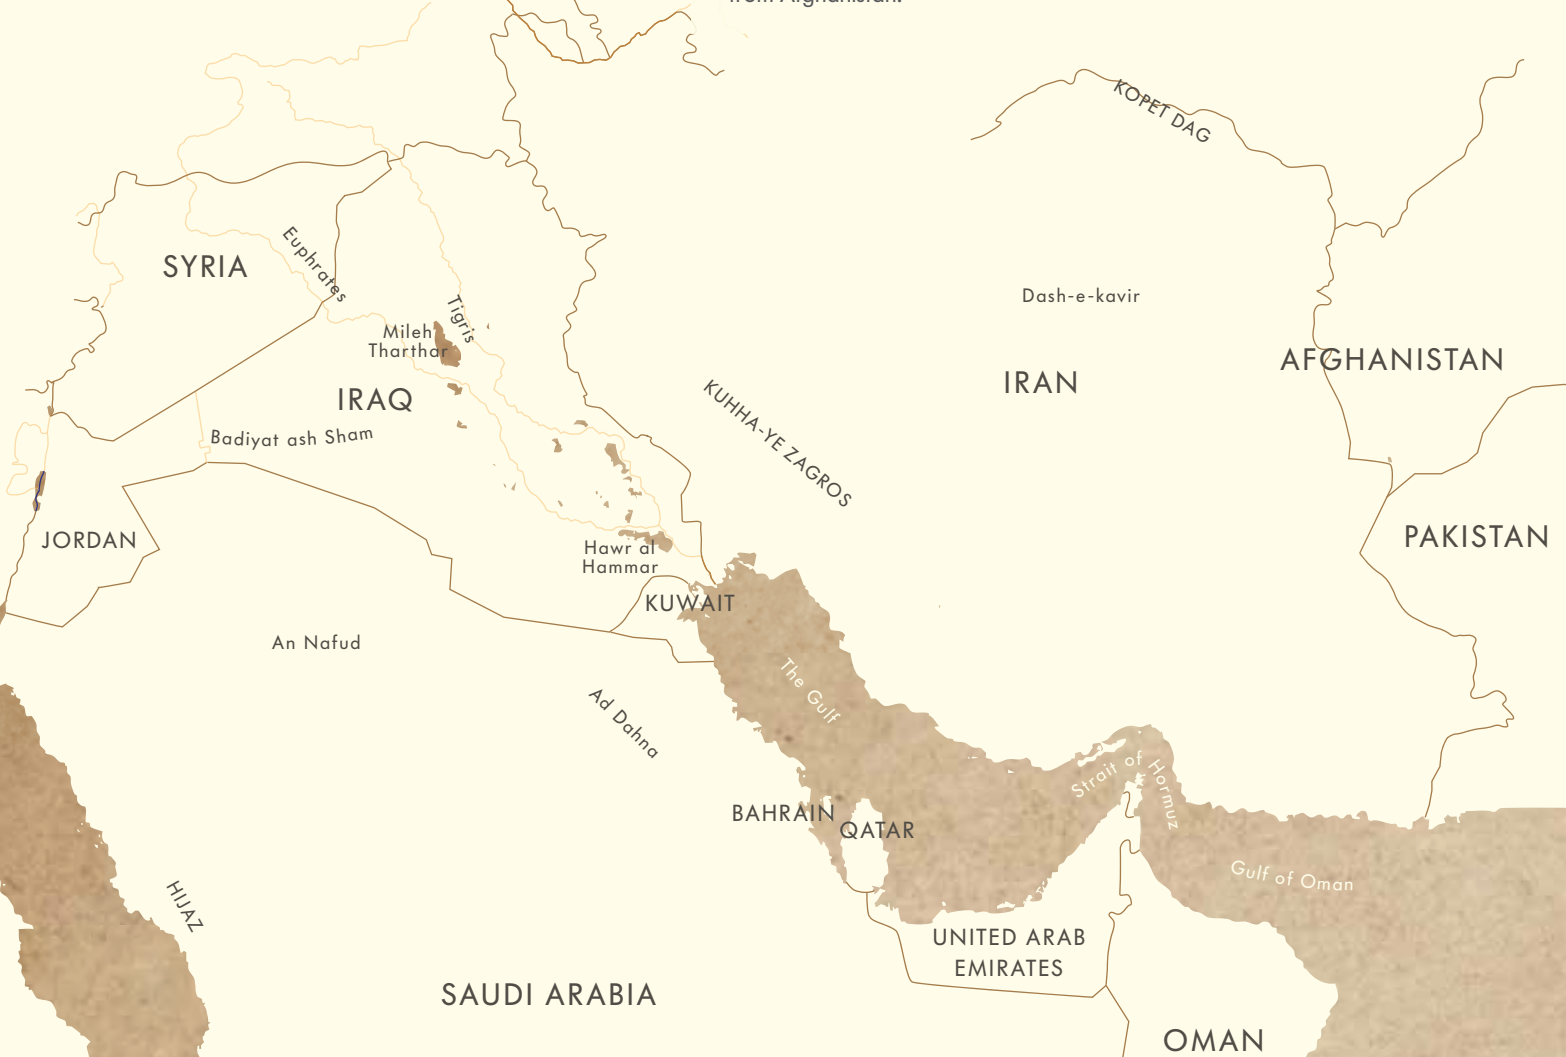 from Afghanistan.
KOPET DAG
SYRIA
Euphrates
Tigris
Dash-e-kavir
Mileh
Tharthar
AFGHANISTAN
IRAN
IRAQ
KUHHA-YE ZAGROS
Badiyat ash Sham
JORDAN
PAKISTAN
Hawr al
Hammar
KUWAIT
An Nafud
The Gulf
Ad Dahna
Strait of Hormuz
BAHRAIN
QATAR
Gulf of Oman
HIJAZ
UNITED ARAB
EMIRATES
SAUDI ARABIA
OMAN